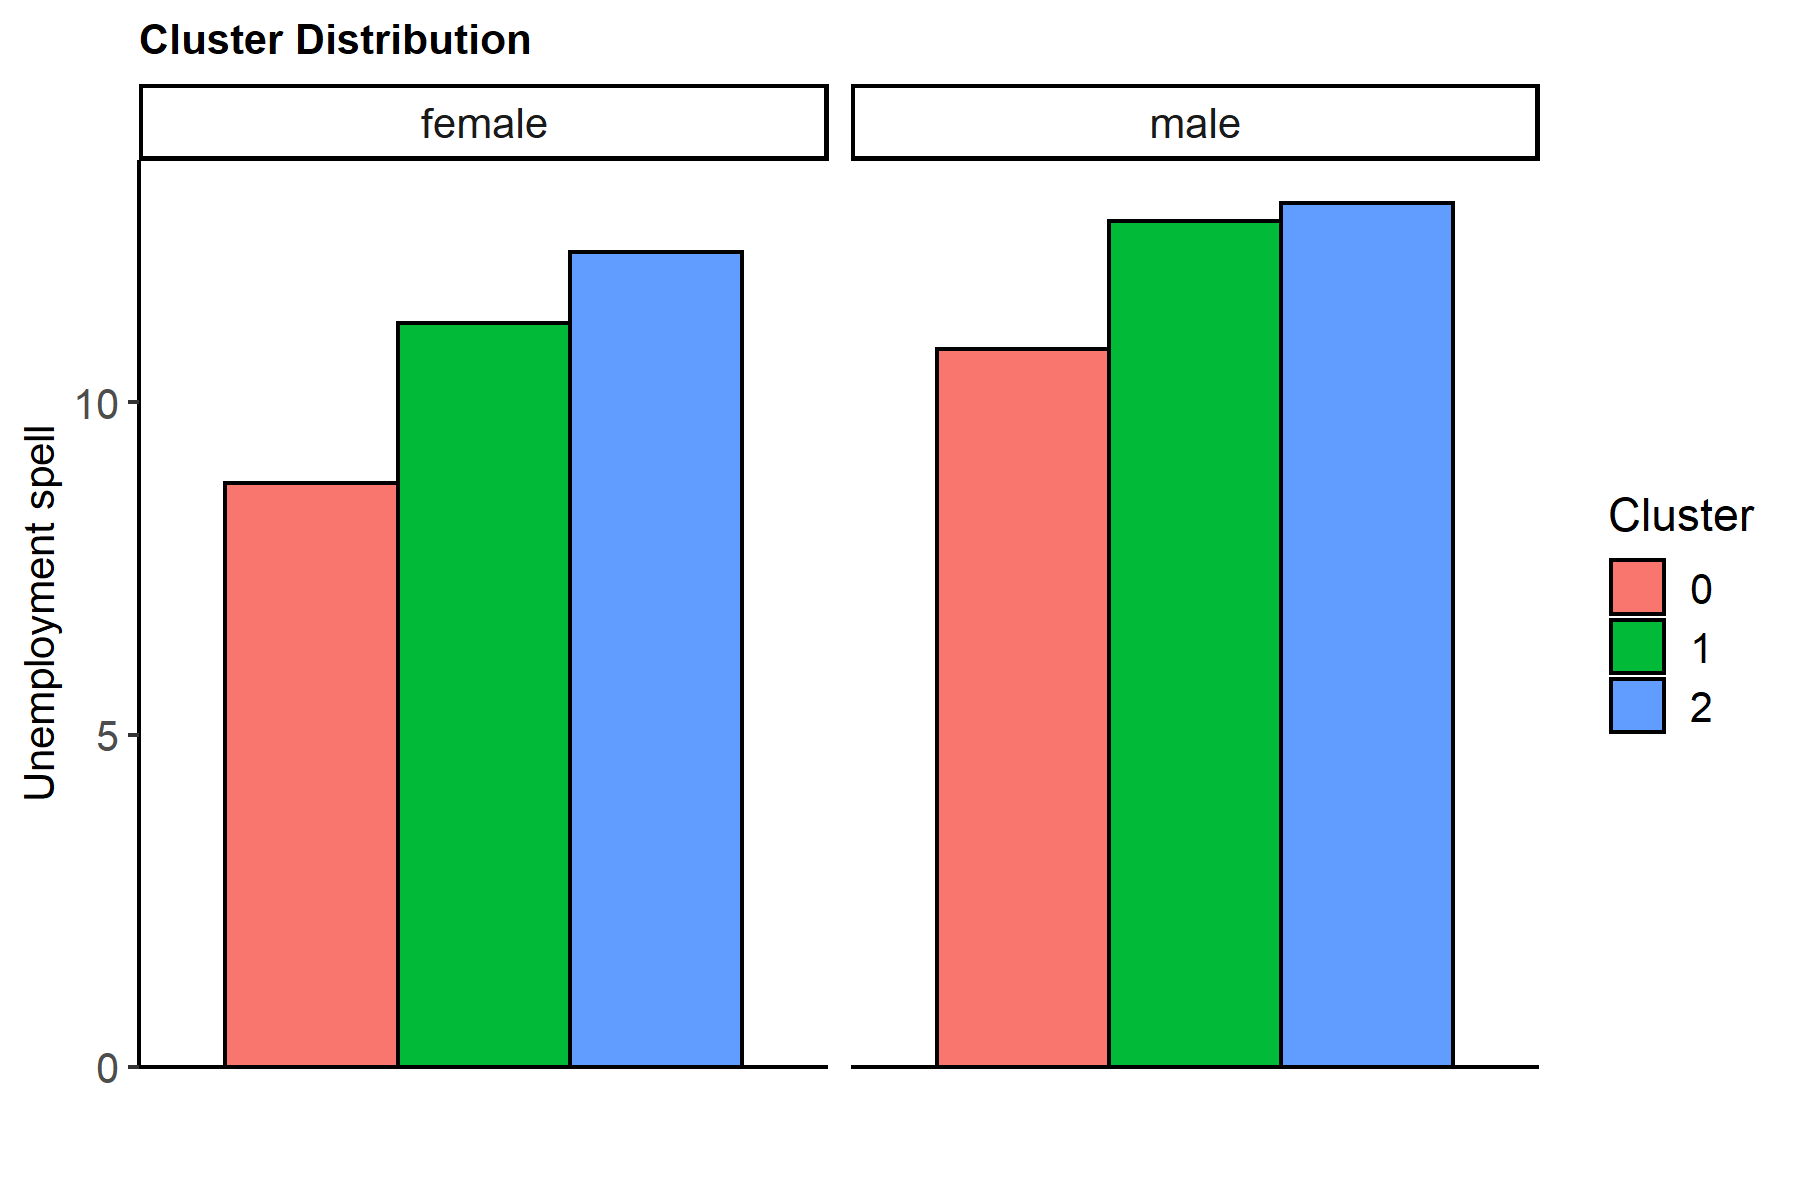 Cluster Distribution
female
male
10
5
0
Unemployment spell
Cluster
0
1
2